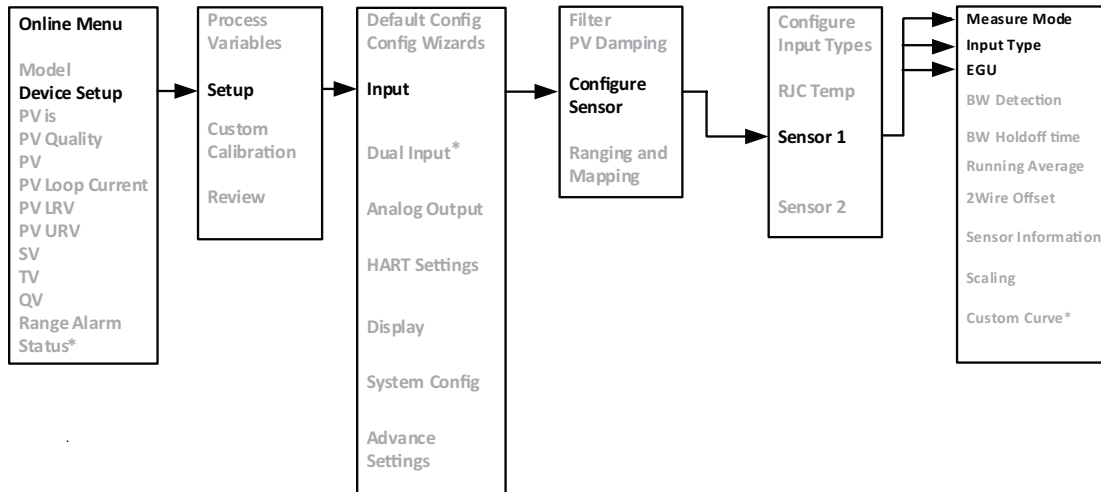 Online Menu
Model
Device Setup
PV is
PV Quality
PV
PV Loop Current
PV LRV
PV URV
SV
TV
QV
Range Alarm
Status*
Process
Variables
Setup
Custom
Calibration
Review
Default Config
Config Wizards
Input
Dual Input*
Analog Output
HART Settings
Display
System Config
Advance
Settings
Filter
PV Damping
Configure
Sensor
Ranging and
Mapping
Configure
Input Types
RJC Temp
Sensor 1
Sensor 2
Measure Mode
Input Type
EGU
BW Detection
BW Holdoff time
Running Average
2Wire Offset
Sensor Information
Scaling
Custom Curve*